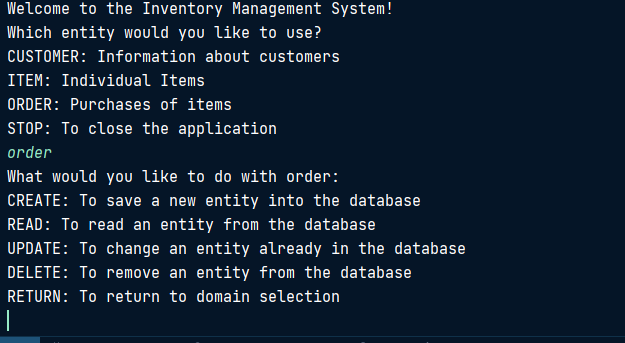 Welcome to the Inventory Management System!
Which entity would you like to use?
CUSTOMER: Information about customers
ITEM: Individual Items
ORDER: Purchases of items
STOP: To close the application
order
What would you like to do with order:
CREATE: To save a new entity into the database
READ: To read an entity from the database
UPDATE: To change an entity already in the database
DELETE: To remove an entity from the database
RETURN: To return to domain selection